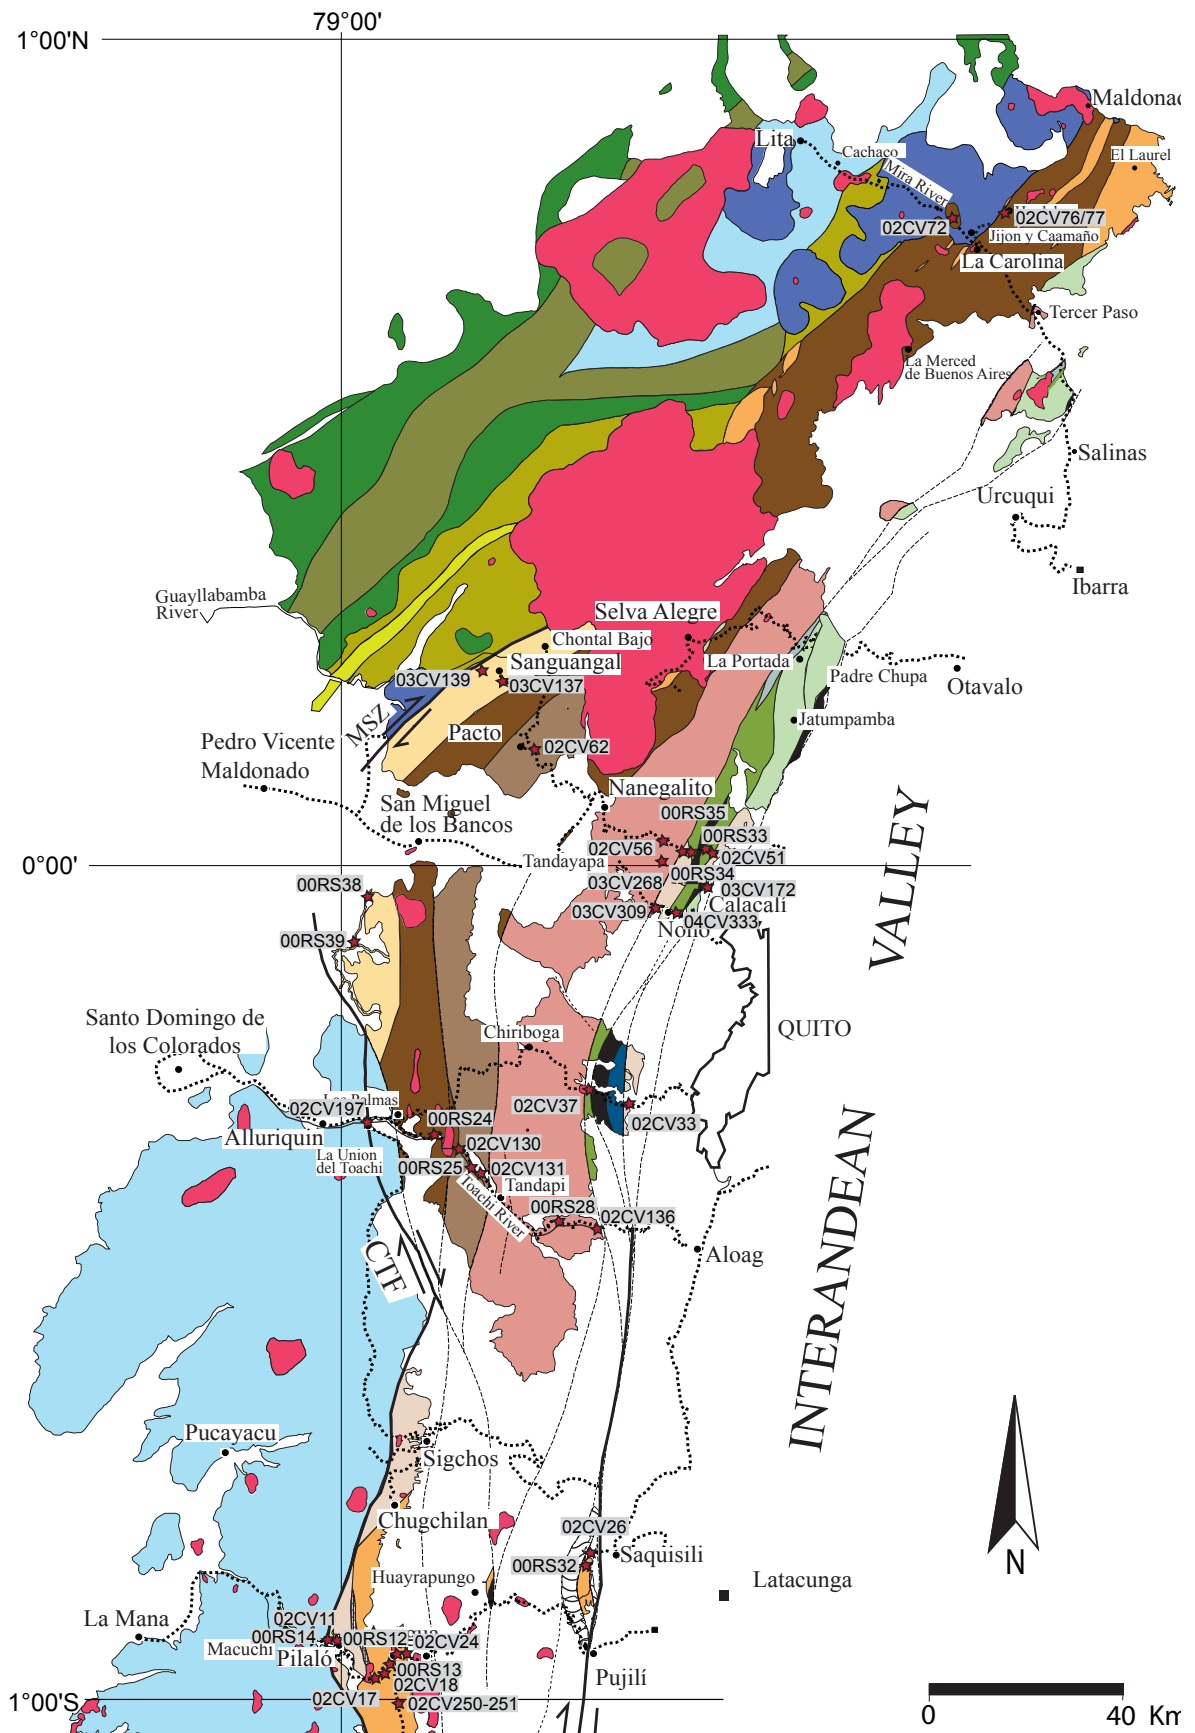 79°00'
1°00'N
Maldonad
Lita
Cachaco
El Laurel
Mira River
02CV72
02CV76/77
Jijon y Caamaño
La Carolina
Tercer Paso
La Merced
de Buenos Aires
Salinas
Urcuqui
Ibarra
Guayllabamba
River
Selva Alegre
Chontal Bajo
Sanguangal
La Portada
03CV139
03CV137
Padre Chupa
Otavalo
MSZ
Pacto
Jatumpamba
02CV62
Pedro Vicente
Maldonado
Nanegalito
San Miguel
de los Bancos
00RS35
00RS33
02CV56
02CV51
0°00'
Tandayapa
00RS34
03CV268
03CV172
00RS38
Calacalí
03CV309
04CV333
Nono
00RS39
VALLEY
Santo Domingo de
los Colorados
QUITO
Chiriboga
02CV197
Las Palmas
02CV37
02CV33
00RS24
Alluriquin
02CV130
La Union
del Toachi
00RS25
02CV131
Tandapi
Toachi River
00RS28
02CV136
CTF
Aloag
INTERANDEAN
Pucayacu
Sigchos
Chugchilan
02CV26
Saquisili
00RS32
Huayrapungo
Latacunga
La Mana
02CV11
00RS14
00RS12
02CV24
Macuchi
Pilaló
00RS13
Pujilí
02CV18
02CV17
02CV250-251
1°00'S
N
0
40
Km